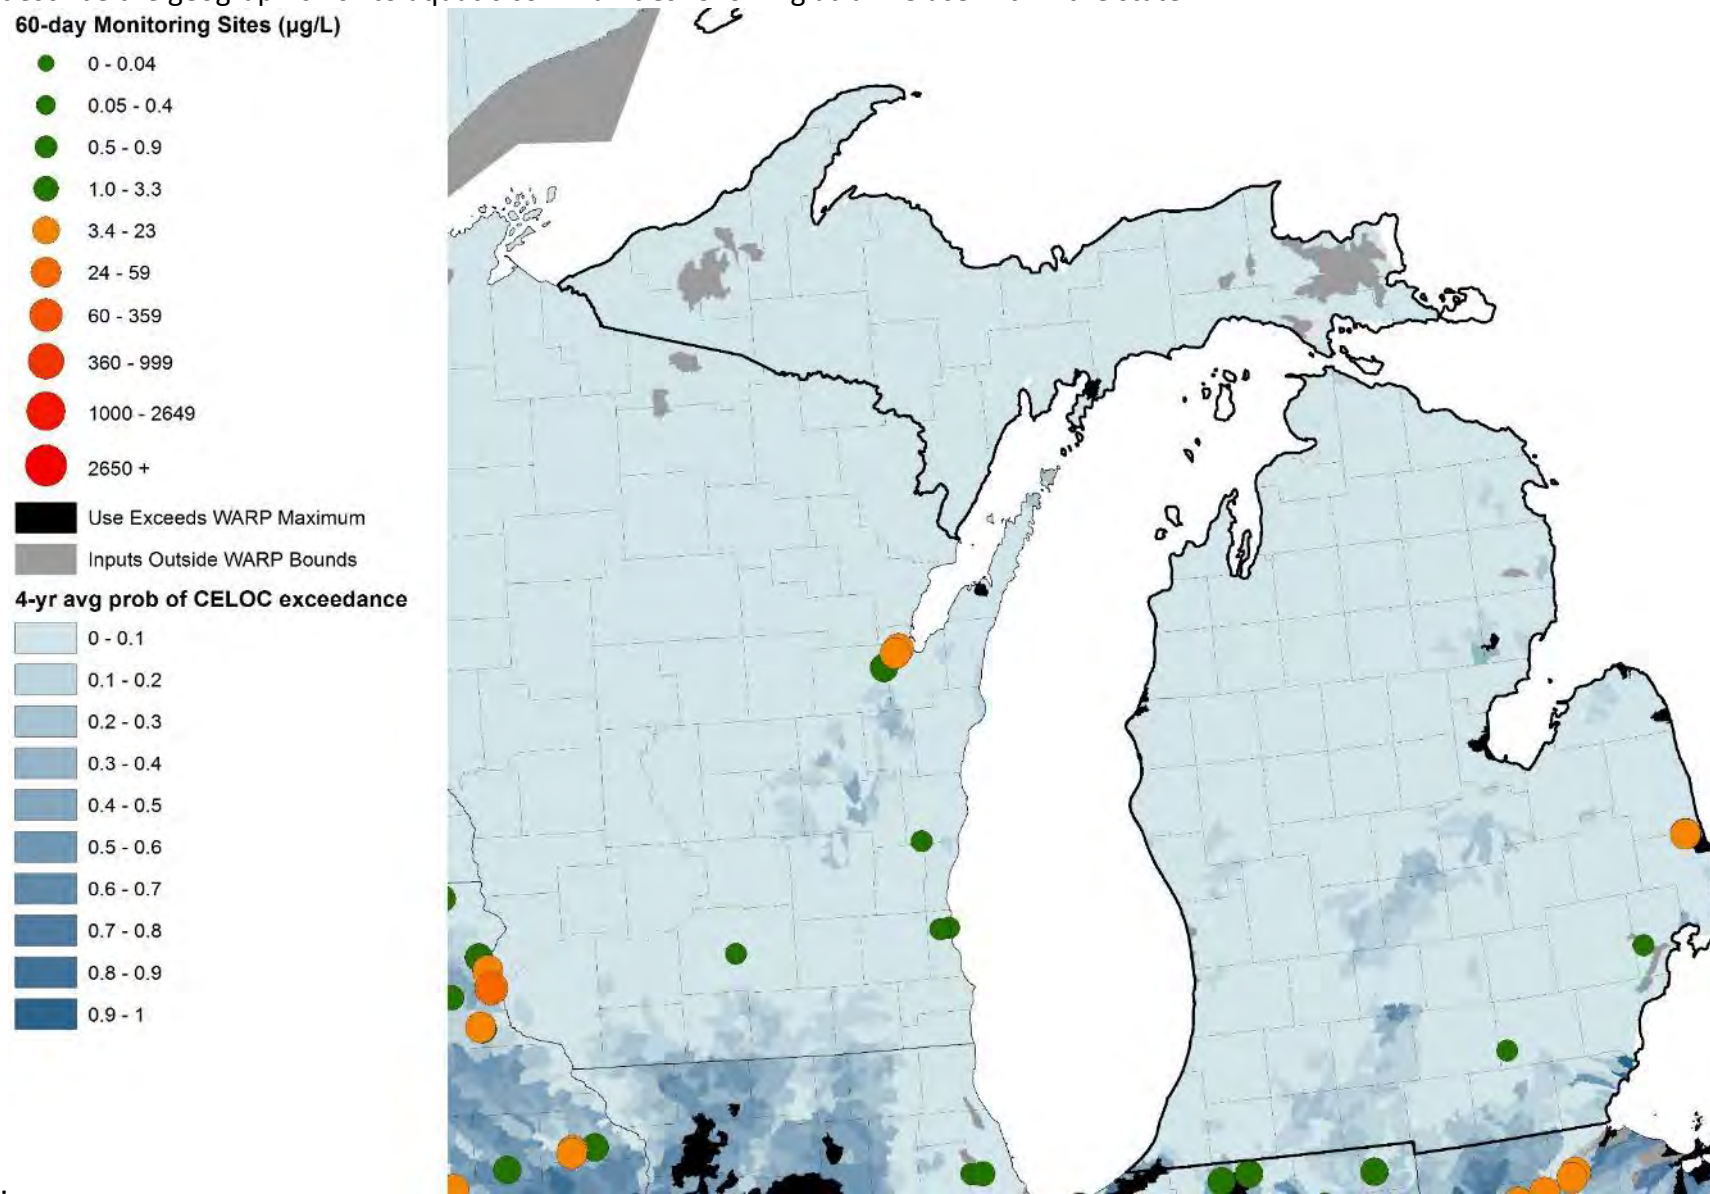 60-day Monitoring Sites (µg/L)
0 - 0.04
0.05 - 0.4
0.5 - 0.9
1.0 - 3.3
3.4 - 23
24 - 59
60 - 359
360 - 999
1000 - 2649
2650 +
Use Exceeds WARP Maximum
Inputs Outside WARP Bounds
4-yr avg prob of CELOC exceedance
0 - 0.1
0.1 - 0.2
0.2 - 0.3
0.3 - 0.4
0.4 - 0.5
0.5 - 0.6
0.6 - 0.7
0.7 - 0.8
0.8 - 0.9
0.9 - 1